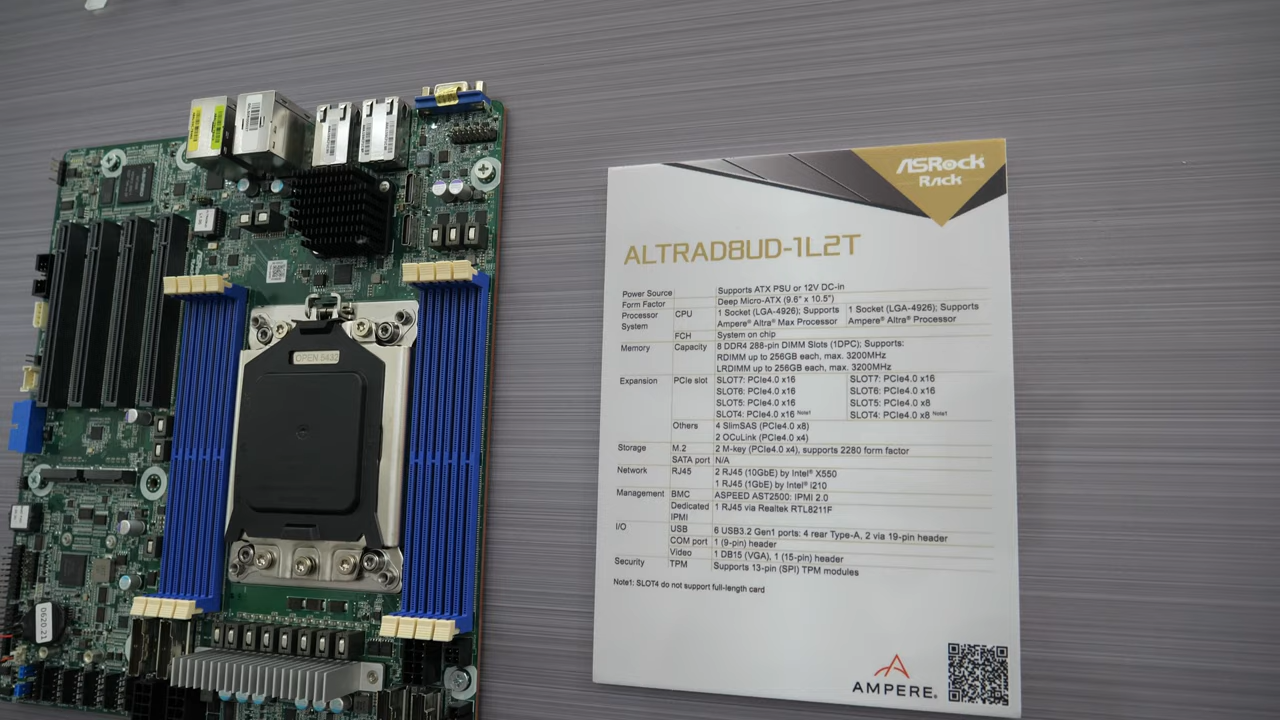 ASRock
Rack
ALTRAD8UD-1L2T
Power Source Supports ATX PSU or 12V DC-in
Form Factor Deep Micro-ATX (9.6" x 10.5")
Processor System CPU 1 Socket (LGA-4926); Supports Ampere® Altra® Max Processor 1 Socket (LGA-4926); Supports Ampere® Altra® Processor
FCH System on chip
Memory Capacity 8 DDR4 288-pin DIMM Slots (1DPC); Supports:
RDIMM up to 256GB each, max. 3200MHz
LRDIMM up to 256GB each, max. 3200MHz
Expansion PCIe slot SLOT7: PCIe4.0 x16 SLOT7: PCIe4.0 x16
SLOT6: PCIe4.0 x16 SLOT6: PCIe4.0 x16
SLOT5: PCIe4.0 x16 SLOT5: PCIe4.0 x8
SLOT4: PCIe4.0 x16 Note1 SLOT4: PCIe4.0 x8 Note1
Others 4 SlimSAS (PCIe4.0 x8)
2 OCuLink (PCIe4.0 x4)
Storage M.2 2 M-key (PCIe4.0 x4), supports 2280 form factor
SATA port N/A
Network RJ45 2 RJ45 (10GbE) by Intel® X550
1 RJ45 (1GbE) by Intel® i210
Management BMC ASPEED AST2500: IPMI 2.0
Dedicated IPMI 1 RJ45 via Realtek RTL8211F
I/O USB 6 USB3.2 Gen1 ports: 4 rear Type-A, 2 via 19-pin header
COM port 1 (9-pin) header
Video 1 DB15 (VGA), 1 (15-pin) header
Security TPM Supports 13-pin (SPI) TPM modules
Note1: SLOT4 do not support full-length card
AMPERE®
OPEN
0620 21